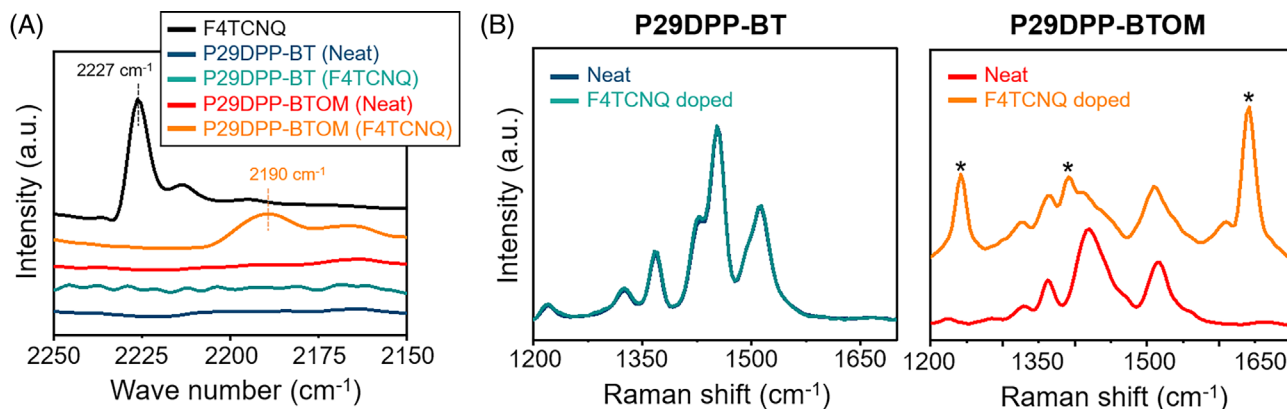 (A)
F4TCNQ
P29DPP-BT (Neat)
P29DPP-BT (F4TCNQ)
P29DPP-BTOM (Neat)
P29DPP-BTOM (F4TCNQ)
2227 cm⁻¹
2190 cm⁻¹
Intensity (a.u.)
2250 2225 2200 2175 2150
Wave number (cm⁻¹)
(B)
P29DPP-BT
Neat
F4TCNQ doped
Intensity (a.u.)
1200 1350 1500 1650
Raman shift (cm⁻¹)
P29DPP-BTOM
Neat
F4TCNQ doped
*
*
*
1200 1350 1500 1650
Raman shift (cm⁻¹)